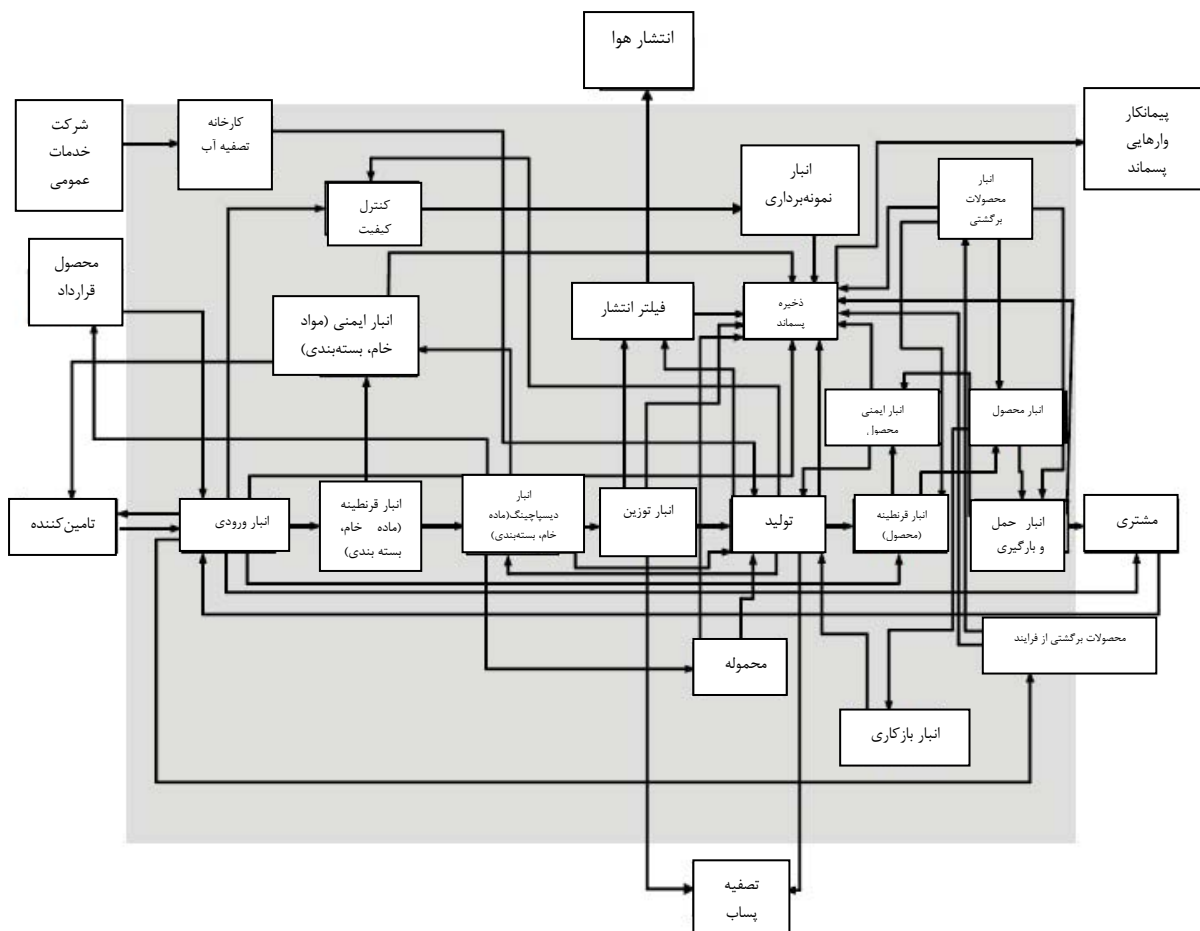 انتشار هوا
شرکت
خدمات
عمومی
کارخانه
تصفیه آب
پیمانکار
وارهایی
پسماند
انبار
نمونه‌برداری
انبار
محصولات
برگشتی
کنترل
کیفیت
محصول
قرارداد
انبار ایمنی (مواد
خام، بسته‌بندی)
فیلتر انتشار
ذخیره
پسماند
انبار ایمنی
محصول
انبار محصول
تامین‌کننده
انبار ورودی
انبار قرنطینه
(ماده خام،
بسته بندی)
انبار
دیسپاچینگ(ماده
خام، بسته‌بندی)
انبار توزین
تولید
انبار قرنطینه
(محصول)
انبار حمل
و بارگیری
مشتری
محموله
محصولات برگشتی از فرایند
انبار بازکاری
تصفیه
پساب